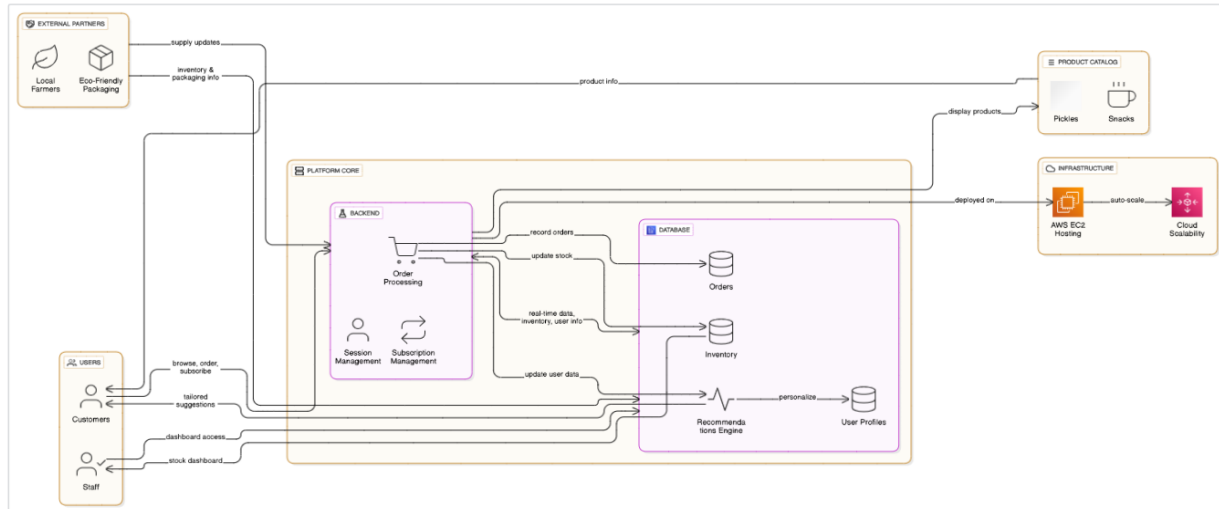 EXTERNAL PARTNERS
Local
Farmers
Eco-Friendly
Packaging
supply updates
inventory &
packaging info
product info
PRODUCT CATALOG
Pickles
Snacks
display products
PLATFORM CORE
INFRASTRUCTURE
AWS EC2
Hosting
auto-scale
Cloud
Scalability
deployed on
BACKEND
Order
Processing
Session
Management
Subscription
Management
record orders
update stock
real-time data,
inventory, user info
update user data
DATABASE
Orders
Inventory
Recommenda
tions Engine
personalize
User Profiles
USERS
Customers
Staff
browse, order,
subscribe
tailored
suggestions
dashboard access
stock dashboard